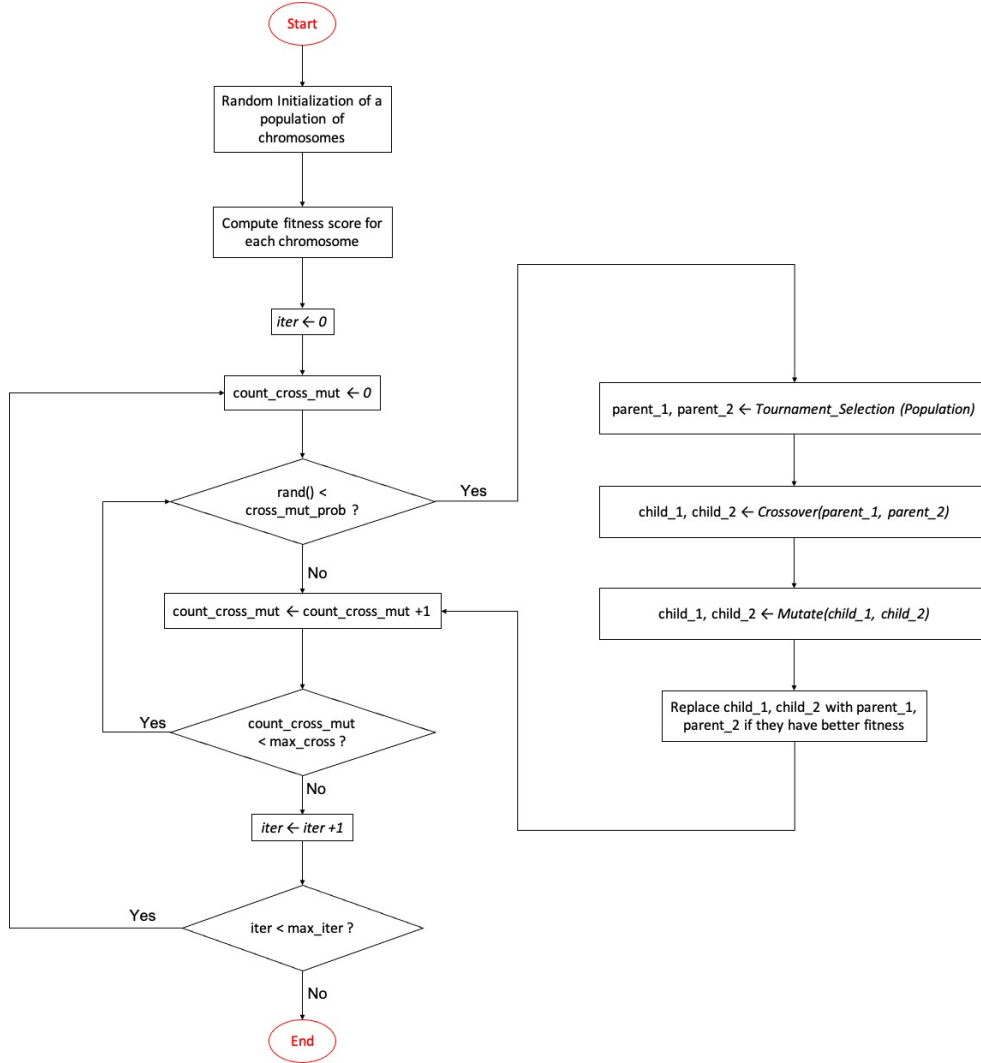 Start
Random Initialization of a
population of
chromosomes
Compute fitness score for
each chromosome
iter ← 0
count_cross_mut ← 0
rand() <
cross_mut_prob ?
Yes
No
parent_1, parent_2 ← Tournament_Selection (Population)
child_1, child_2 ← Crossover(parent_1, parent_2)
child_1, child_2 ← Mutate(child_1, child_2)
Replace child_1, child_2 with parent_1,
parent_2 if they have better fitness
count_cross_mut ← count_cross_mut +1
count_cross_mut
< max_cross ?
Yes
No
iter ← iter +1
iter < max_iter ?
Yes
No
End